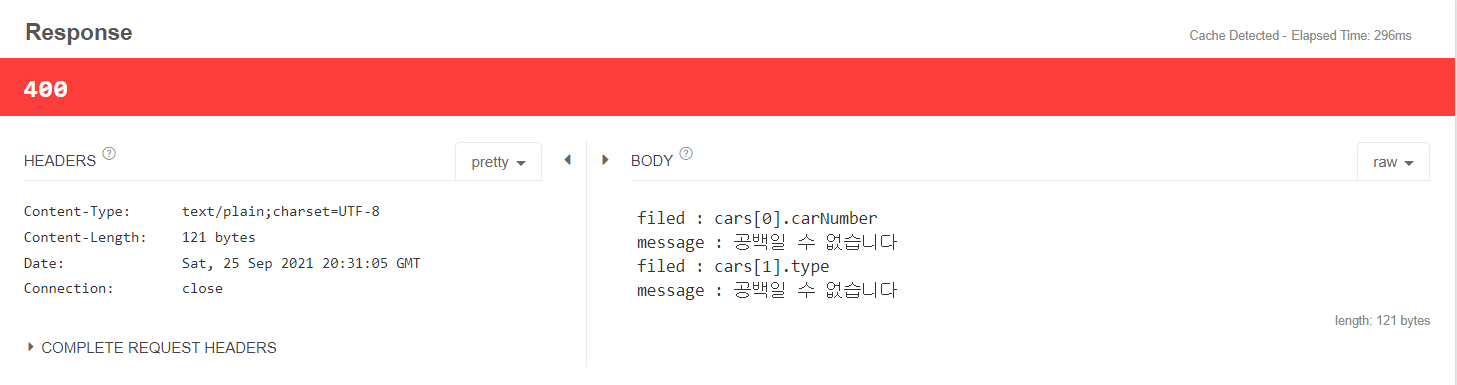 Response
Cache Detected - Elapsed Time: 296ms
400
HEADERS ?
pretty
BODY ?
raw
Content-Type: text/plain;charset=UTF-8
Content-Length: 121 bytes
Date: Sat, 25 Sep 2021 20:31:05 GMT
Connection: close
COMPLETE REQUEST HEADERS
filed : cars[0].carNumber
message : 공백일 수 없습니다
filed : cars[1].type
message : 공백일 수 없습니다
length: 121 bytes